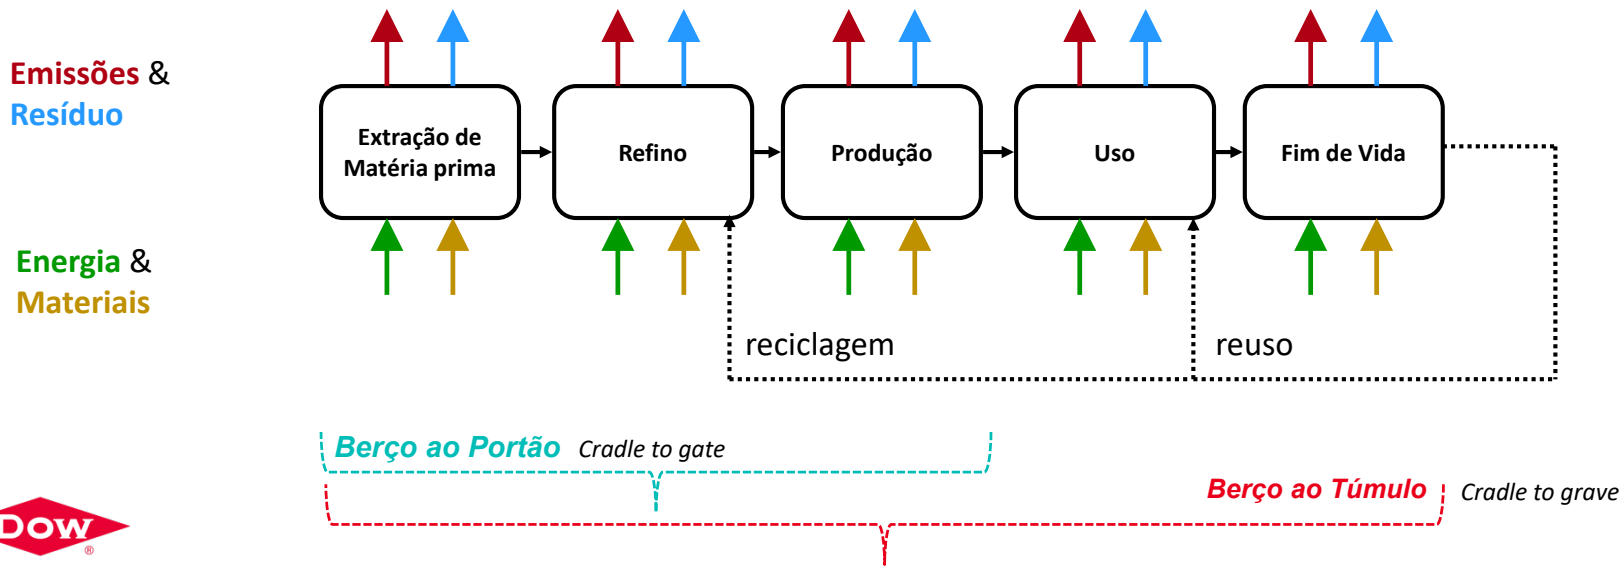 Emissões &
Resíduo
Extração de
Matéria prima
Refino
Produção
Uso
Fim de Vida
Energia &
Materiais
reciclagem
reuso
Berço ao Portão Cradle to gate
Berço ao Túmulo Cradle to grave
DOW
®